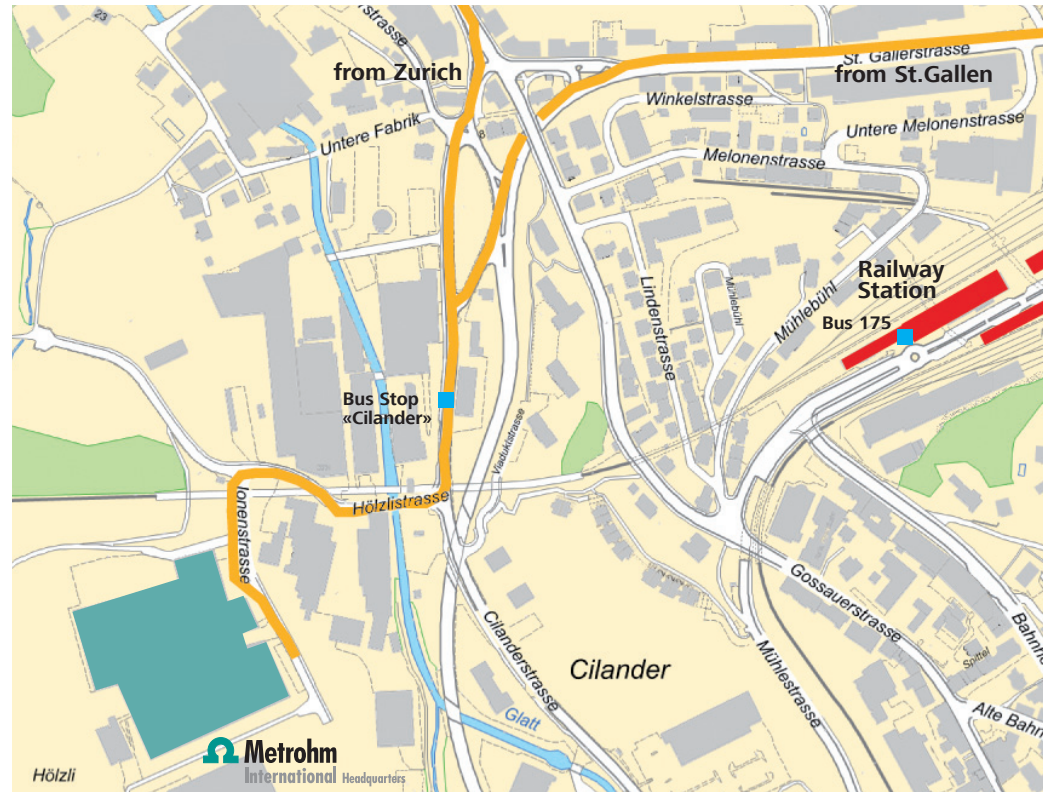 23
from Zurich
St. Gallerstrasse
from St.Gallen
Winkelstrasse
8
Untere Fabrik
Untere Melonenstrasse
Melonenstrasse
Railway
Station
Bus 175
Lindenstrasse
Mühlebühl
Mühlebühl
Bus Stop
«Cilander»
Viaduktstrasse
Hölzlistrasse
Ionenstrasse
Gossauerstrasse
Cilanderstrasse
Cilander
Mühlestrasse
Spittel
Alte Bahn
Glatt
Hölzli
Metrohm
International Headquarters